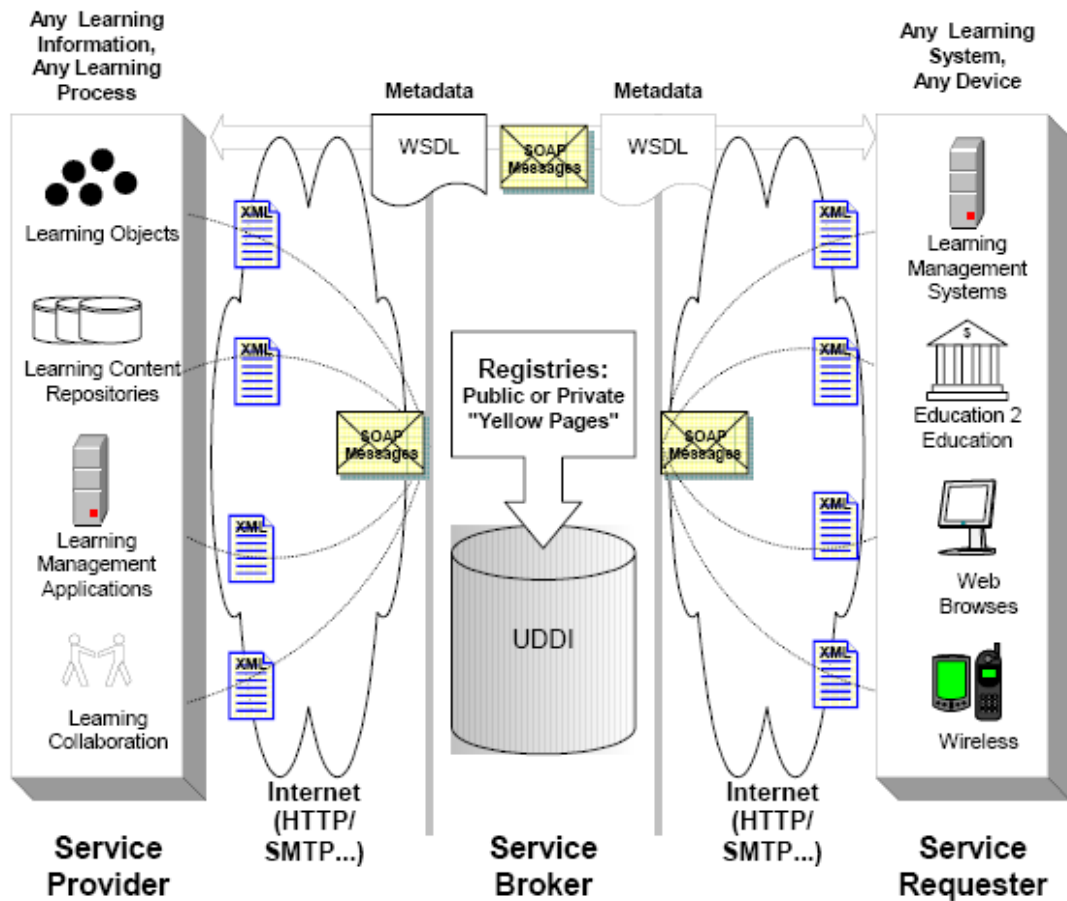 Any Learning
Information,
Any Learning
Process
Any Learning
System,
Any Device
Metadata
Metadata
WSDL
SOAP
Messages
WSDL
Learning Objects
Learning Content
Repositories
Learning
Management
Applications
Learning
Collaboration
XML
XML
XML
XML
SOAP
Messages
Registries:
Public or Private
"Yellow Pages"
UDDI
SOAP
Messages
XML
XML
XML
XML
Learning
Management
Systems
$
Education 2
Education
Web
Browses
Wireless
Internet
(HTTP/
SMTP...)
Internet
(HTTP/
SMTP...)
Service
Provider
Service
Broker
Service
Requester